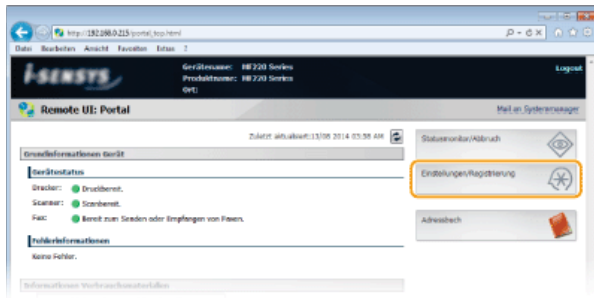 http://192.168.0.215/portal_top.html
Datei Bearbeiten Ansicht Favoriten Extras ?
i-SENSYS
Gerätename: MF220 Series
Produktname: MF220 Series
Ort:
Logout
Remote UI: Portal
Mail an Systemmanager
Zuletzt aktualisiert:13/08 2014 03:38 AM
Grundinformationen Gerät
Gerätestatus
Drucker: Druckbereit.
Scanner: Scanbereit.
Fax: Bereit zum Senden oder Empfangen von Faxen.
Fehlerinformationen
Keine Fehler.
Informationen Verbrauchsmaterialien
Statusmonitor/Abbruch
Einstellungen/Registrierung
Adressbuch